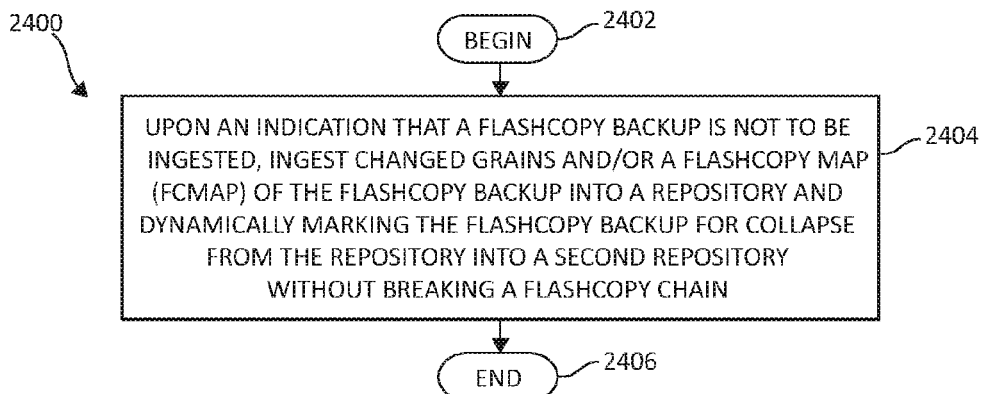 2400
BEGIN
2402
UPON AN INDICATION THAT A FLASHCOPY BACKUP IS NOT TO BE
INGESTED, INGEST CHANGED GRAINS AND/OR A FLASHCOPY MAP
(FCMAP) OF THE FLASHCOPY BACKUP INTO A REPOSITORY AND
DYNAMICALLY MARKING THE FLASHCOPY BACKUP FOR COLLAPSE
FROM THE REPOSITORY INTO A SECOND REPOSITORY
WITHOUT BREAKING A FLASHCOPY CHAIN
2404
END
2406